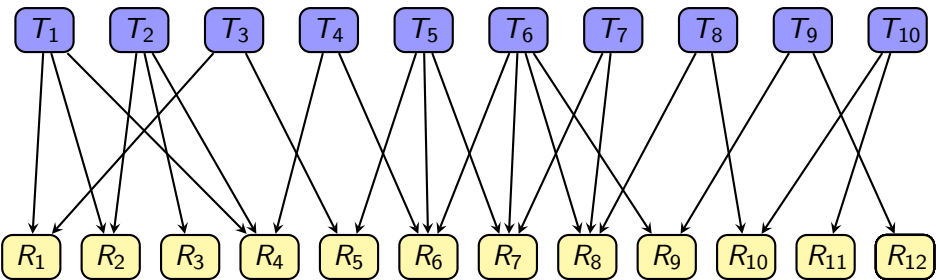 T₁ T₂ T₃ T₄ T₅ T₆ T₇ T₈ T₉ T₁₀
R₁ R₂ R₃ R₄ R₅ R₆ R₇ R₈ R₉ R₁₀ R₁₁ R₁₂